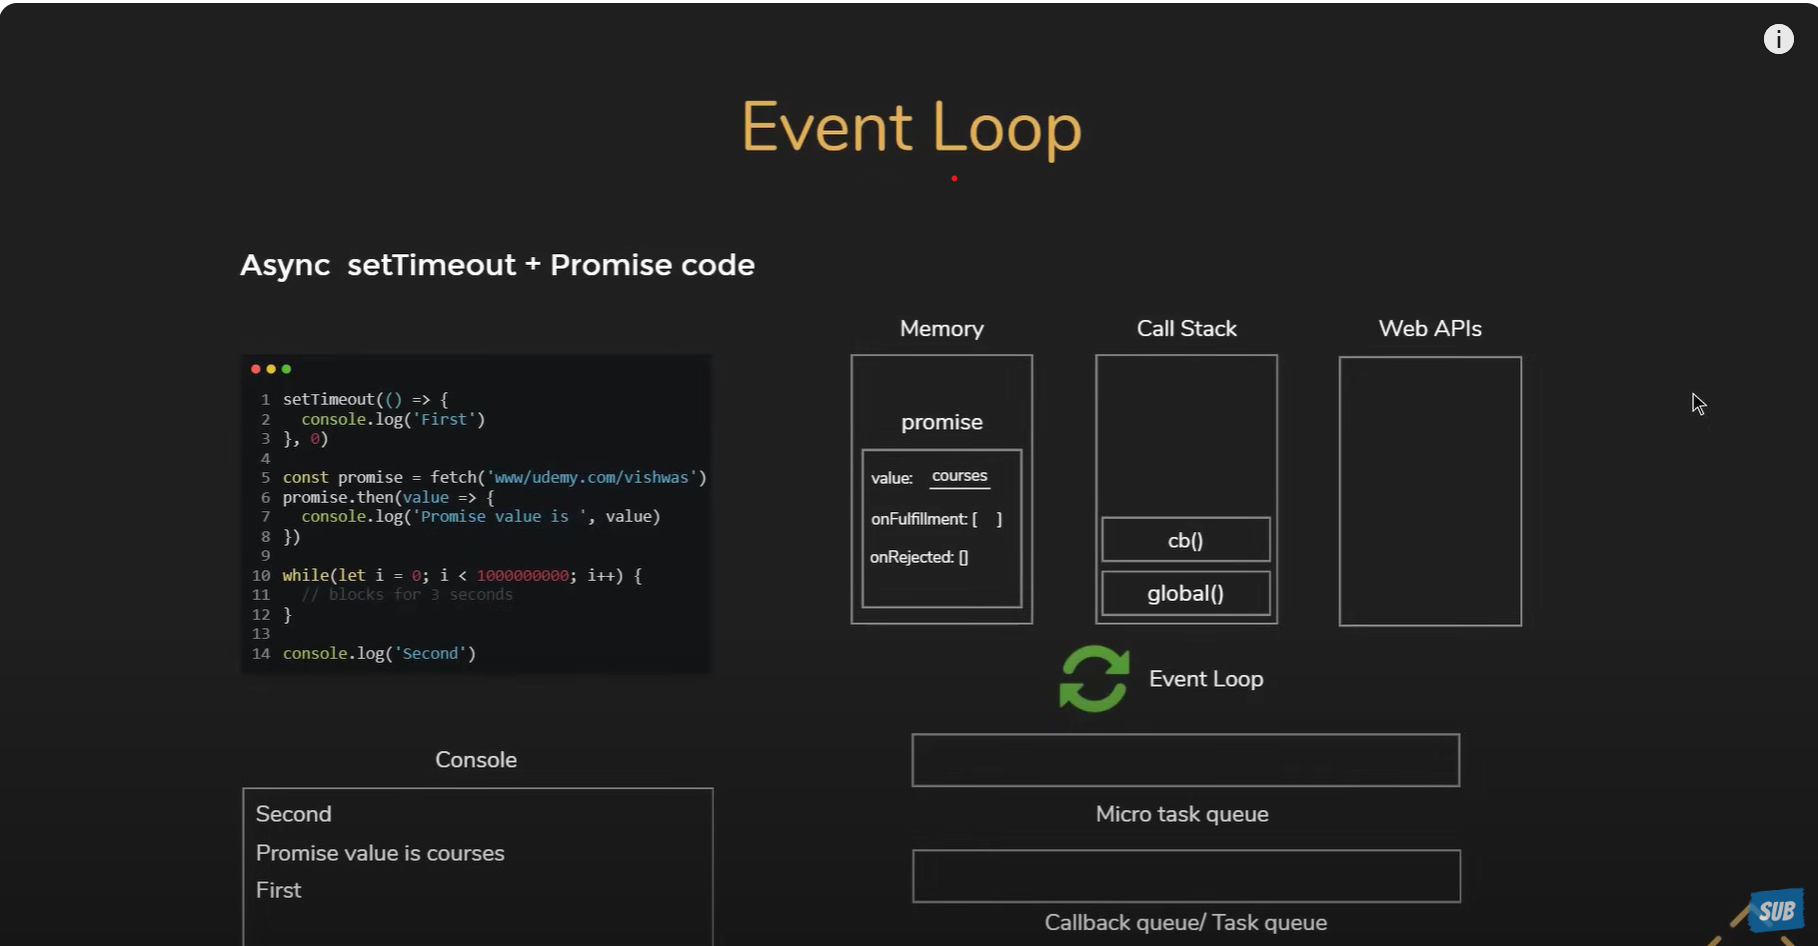 i
Event Loop
Async setTimeout + Promise code
1 setTimeout(() => {
2 console.log('First')
3 }, 0)
4
5 const promise = fetch('www/udemy.com/vishwas')
6 promise.then(value => {
7 console.log('Promise value is ', value)
8 })
9
10 while(let i = 0; i < 1000000000; i++) {
11 // blocks for 3 seconds
12 }
13
14 console.log('Second')
Console
Second
Promise value is courses
First
Memory
promise
value: courses
onFulfillment: [ ]
onRejected: []
Call Stack
cb()
global()
Web APIs
Event Loop
Micro task queue
Callback queue/ Task queue
SUB